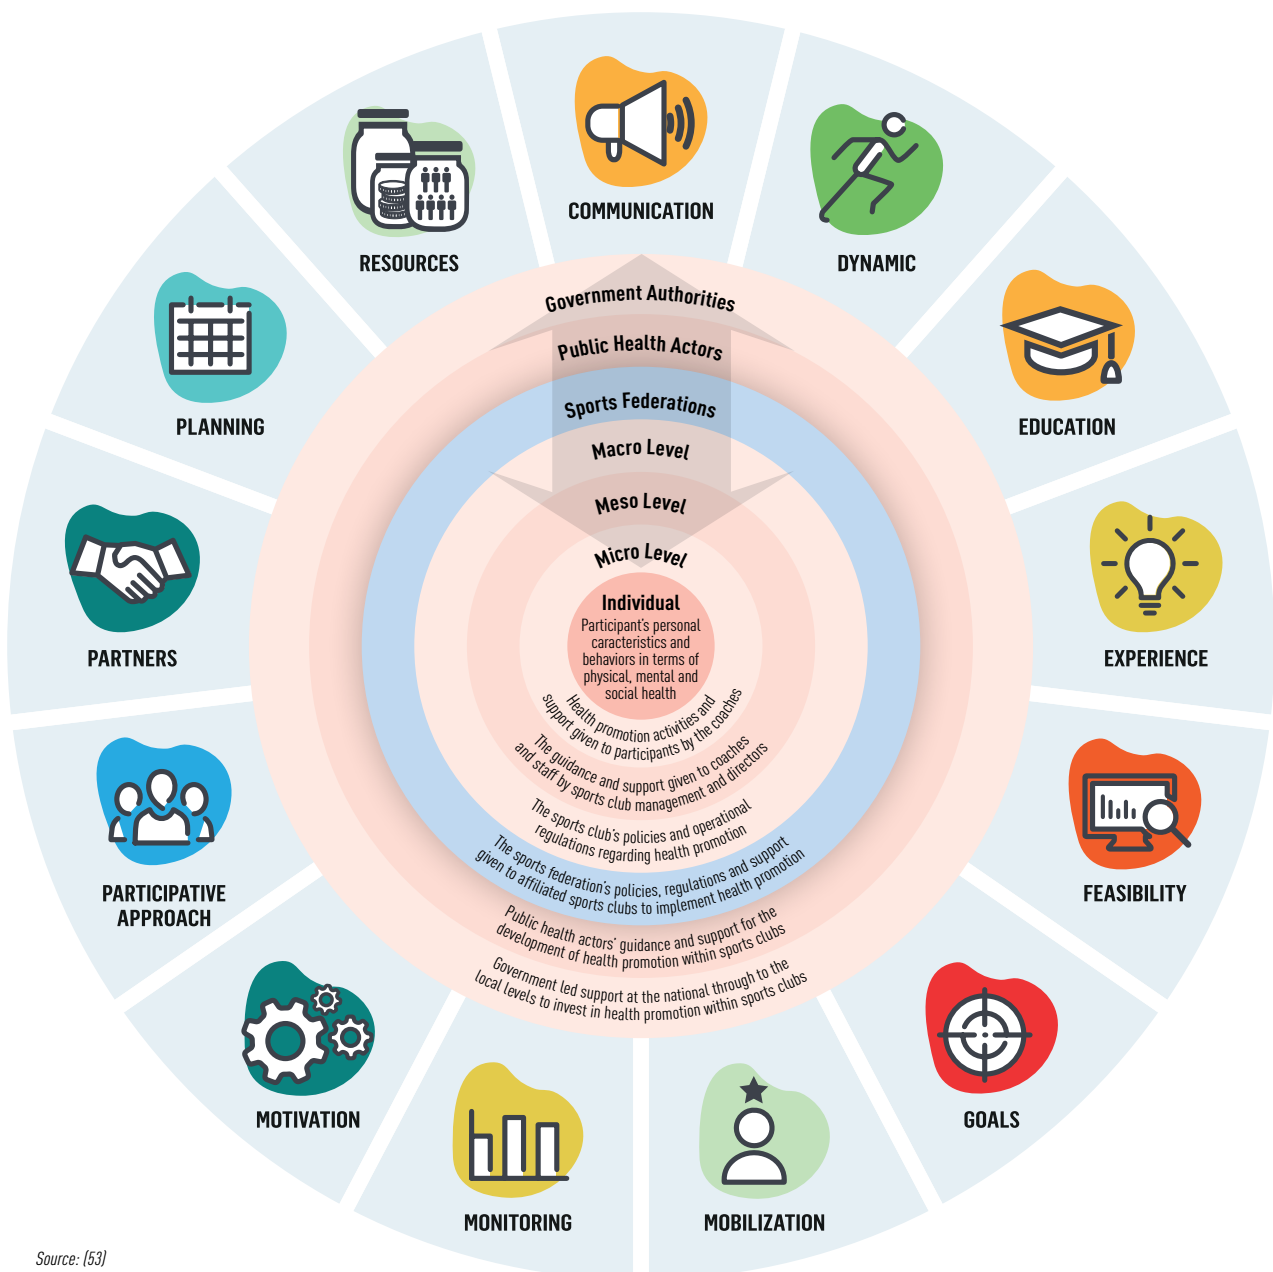 COMMUNICATION
DYNAMIC
EDUCATION
EXPERIENCE
FEASIBILITY
GOALS
MOBILIZATION
MONITORING
MOTIVATION
PARTICIPATIVE
APPROACH
PARTNERS
PLANNING
RESOURCES
Government Authorities
Public Health Actors
Sports Federations
Macro Level
Meso Level
Micro Level
Individual
Participant's personal
caracteristics and
behaviors in terms of
physical, mental and
social health
Health promotion activities and
support given to participants by the coaches
The guidance and support given to coaches
and staff by sports club management and directors
The sports club's policies and operational
regulations regarding health promotion
The sports federation's policies, regulations and support
given to affiliated sports clubs to implement health promotion
Public health actors' guidance and support for the
development of health promotion within sports clubs
Government led support at the national through to the
local levels to invest in health promotion within sports clubs
Source: (53)